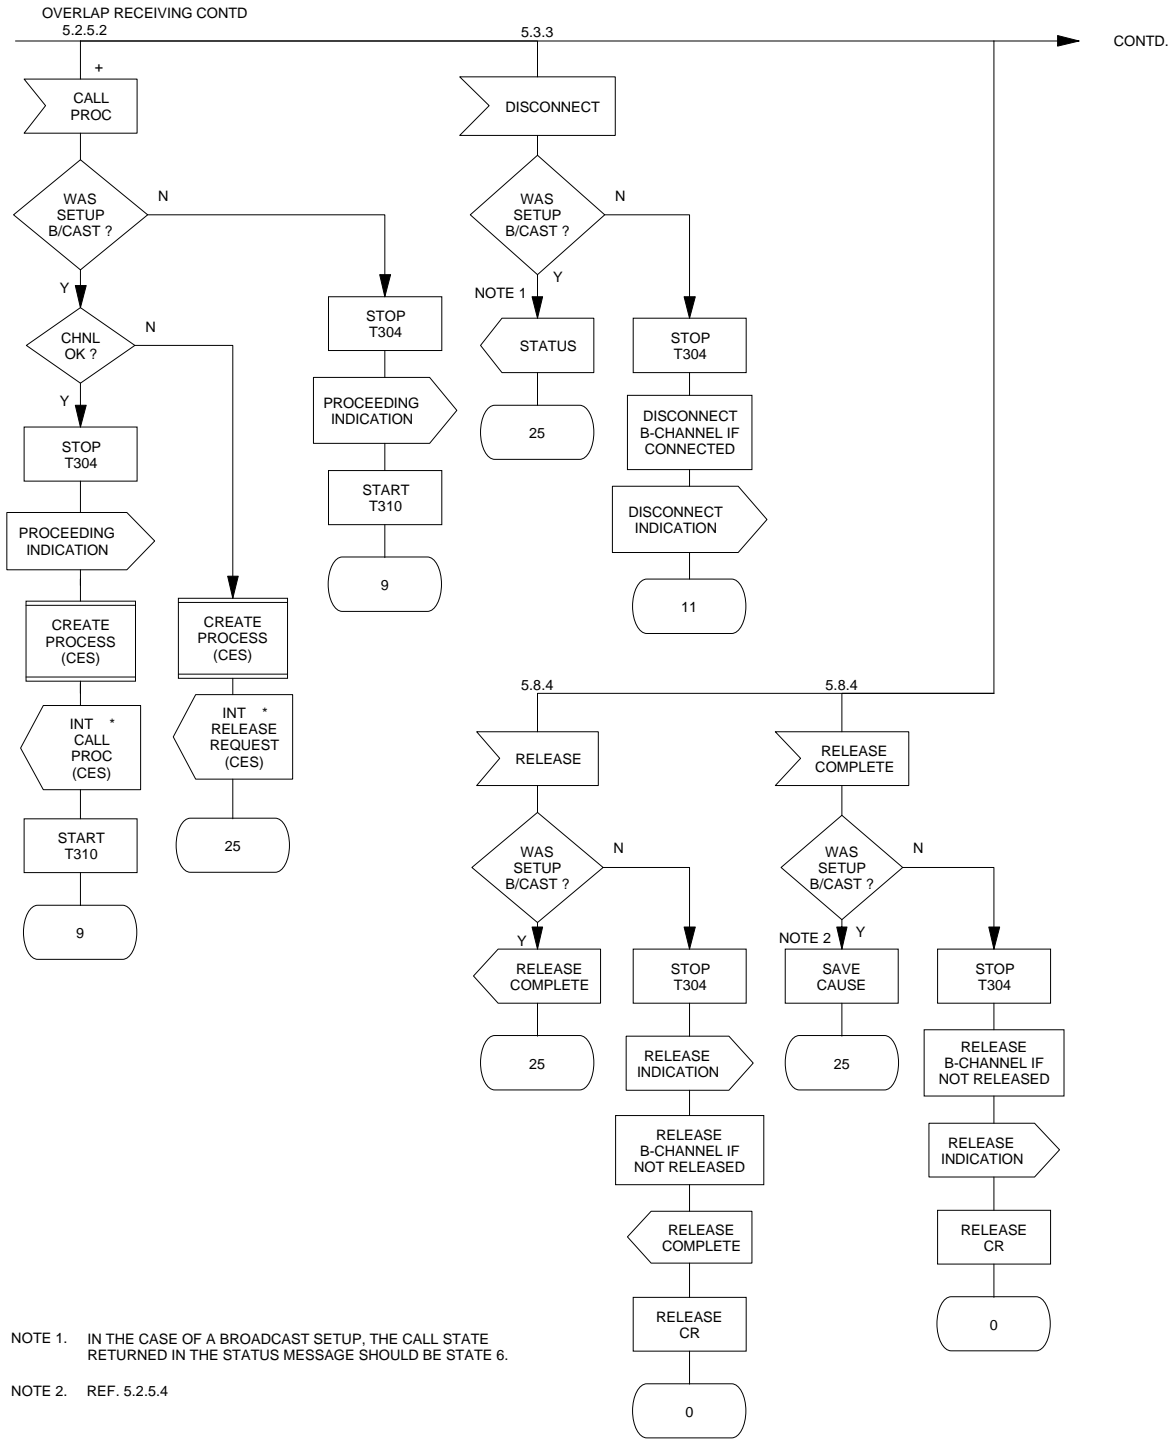 OVERLAP RECEIVING CONTD
5.2.5.2
5.3.3
CONTD.
+
CALL
PROC
WAS
SETUP
B/CAST ?
N
Y
CHNL
OK ?
N
Y
STOP
T304
PROCEEDING
INDICATION
CREATE
PROCESS
(CES)
INT *
CALL
PROC
(CES)
START
T310
9
CREATE
PROCESS
(CES)
INT *
RELEASE
REQUEST
(CES)
25
STOP
T304
PROCEEDING
INDICATION
START
T310
9
DISCONNECT
WAS
SETUP
B/CAST ?
N
Y
NOTE 1
STATUS
25
STOP
T304
DISCONNECT
B-CHANNEL IF
CONNECTED
DISCONNECT
INDICATION
11
5.8.4
5.8.4
RELEASE
WAS
SETUP
B/CAST ?
N
Y
RELEASE
COMPLETE
25
STOP
T304
RELEASE
INDICATION
RELEASE
B-CHANNEL IF
NOT RELEASED
RELEASE
COMPLETE
RELEASE
CR
0
RELEASE
COMPLETE
WAS
SETUP
B/CAST ?
N
NOTE 2
Y
SAVE
CAUSE
25
STOP
T304
RELEASE
B-CHANNEL IF
NOT RELEASED
RELEASE
INDICATION
RELEASE
CR
0
NOTE 1. IN THE CASE OF A BROADCAST SETUP, THE CALL STATE
RETURNED IN THE STATUS MESSAGE SHOULD BE STATE 6.
NOTE 2. REF. 5.2.5.4